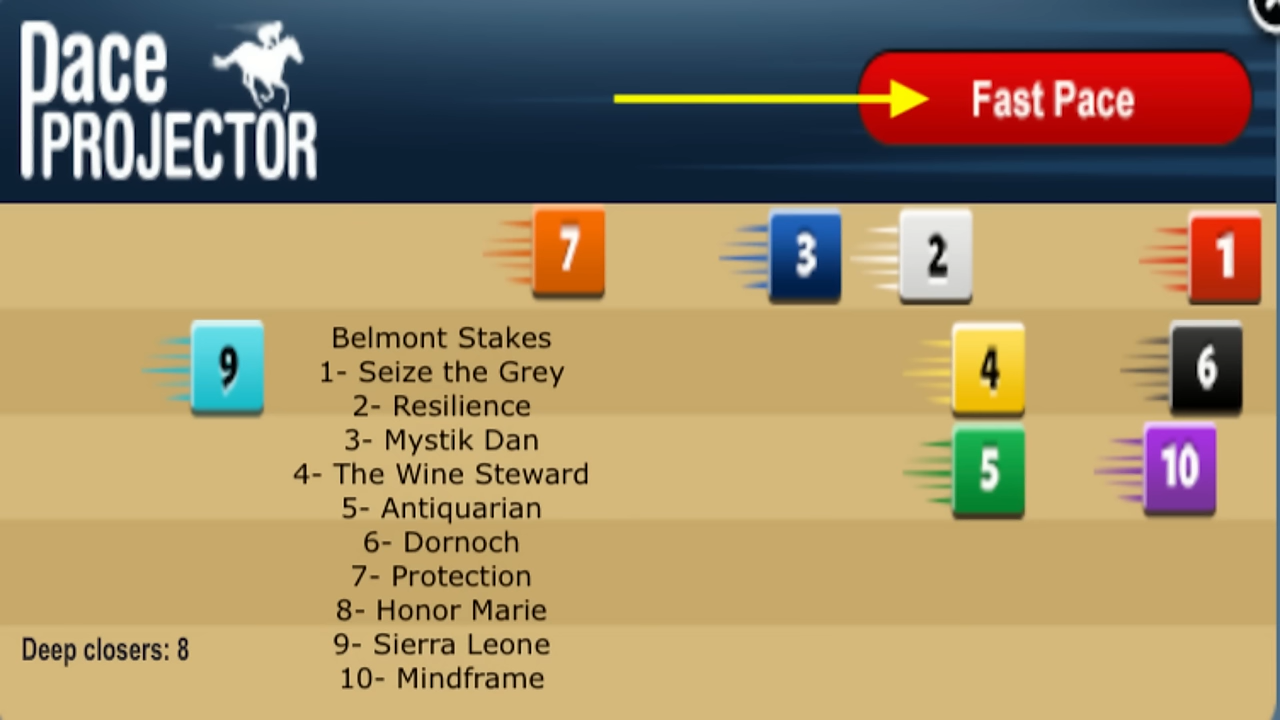 Pace
PROJECTOR
Fast Pace
7
3
2
1
9
4
6
5
10
Belmont Stakes
1- Seize the Grey
2- Resilience
3- Mystik Dan
4- The Wine Steward
5- Antiquarian
6- Dornoch
7- Protection
8- Honor Marie
9- Sierra Leone
10- Mindframe
Deep closers: 8